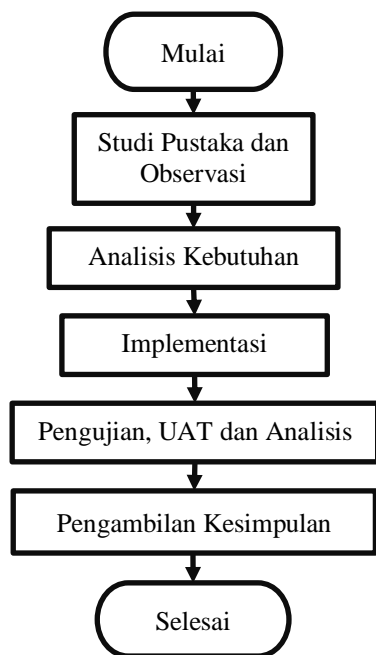 Mulai
Studi Pustaka dan
Observasi
Analisis Kebutuhan
Implementasi
Pengujian, UAT dan Analisis
Pengambilan Kesimpulan
Selesai